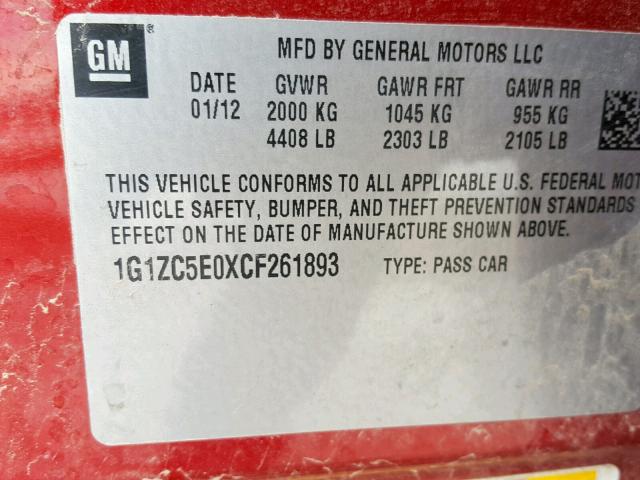 GM ®
MFD BY GENERAL MOTORS LLC
DATE GVWR GAWR FRT GAWR RR
01/12 2000 KG 1045 KG 955 KG
4408 LB 2303 LB 2105 LB
THIS VEHICLE CONFORMS TO ALL APPLICABLE U.S. FEDERAL
VEHICLE SAFETY, BUMPER, AND THEFT PREVENTION STANDARDS
EFFECT ON THE DATE OF MANUFACTURE SHOWN ABOVE.
1G1ZC5E0XCF261893 TYPE: PASS CAR